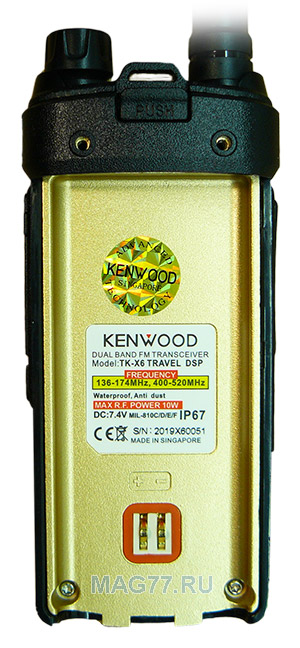 PUSH
ADVANCED
KENWOOD
SINGAPORE
TECHNOLOGY
KENWOOD
DUAL BAND FM TRANSCEIVER
Model:TK-X6 TRAVEL DSP
FREQUENCY
136-174MHz, 400-520MHz
Waterproof, Anti dust
MAX R.F. POWER 10W
DC:7.4V MIL-810C/D/E/F IP67
CE S/N: 2019X60051
MADE IN SINGAPORE
- +
MAG77.RU